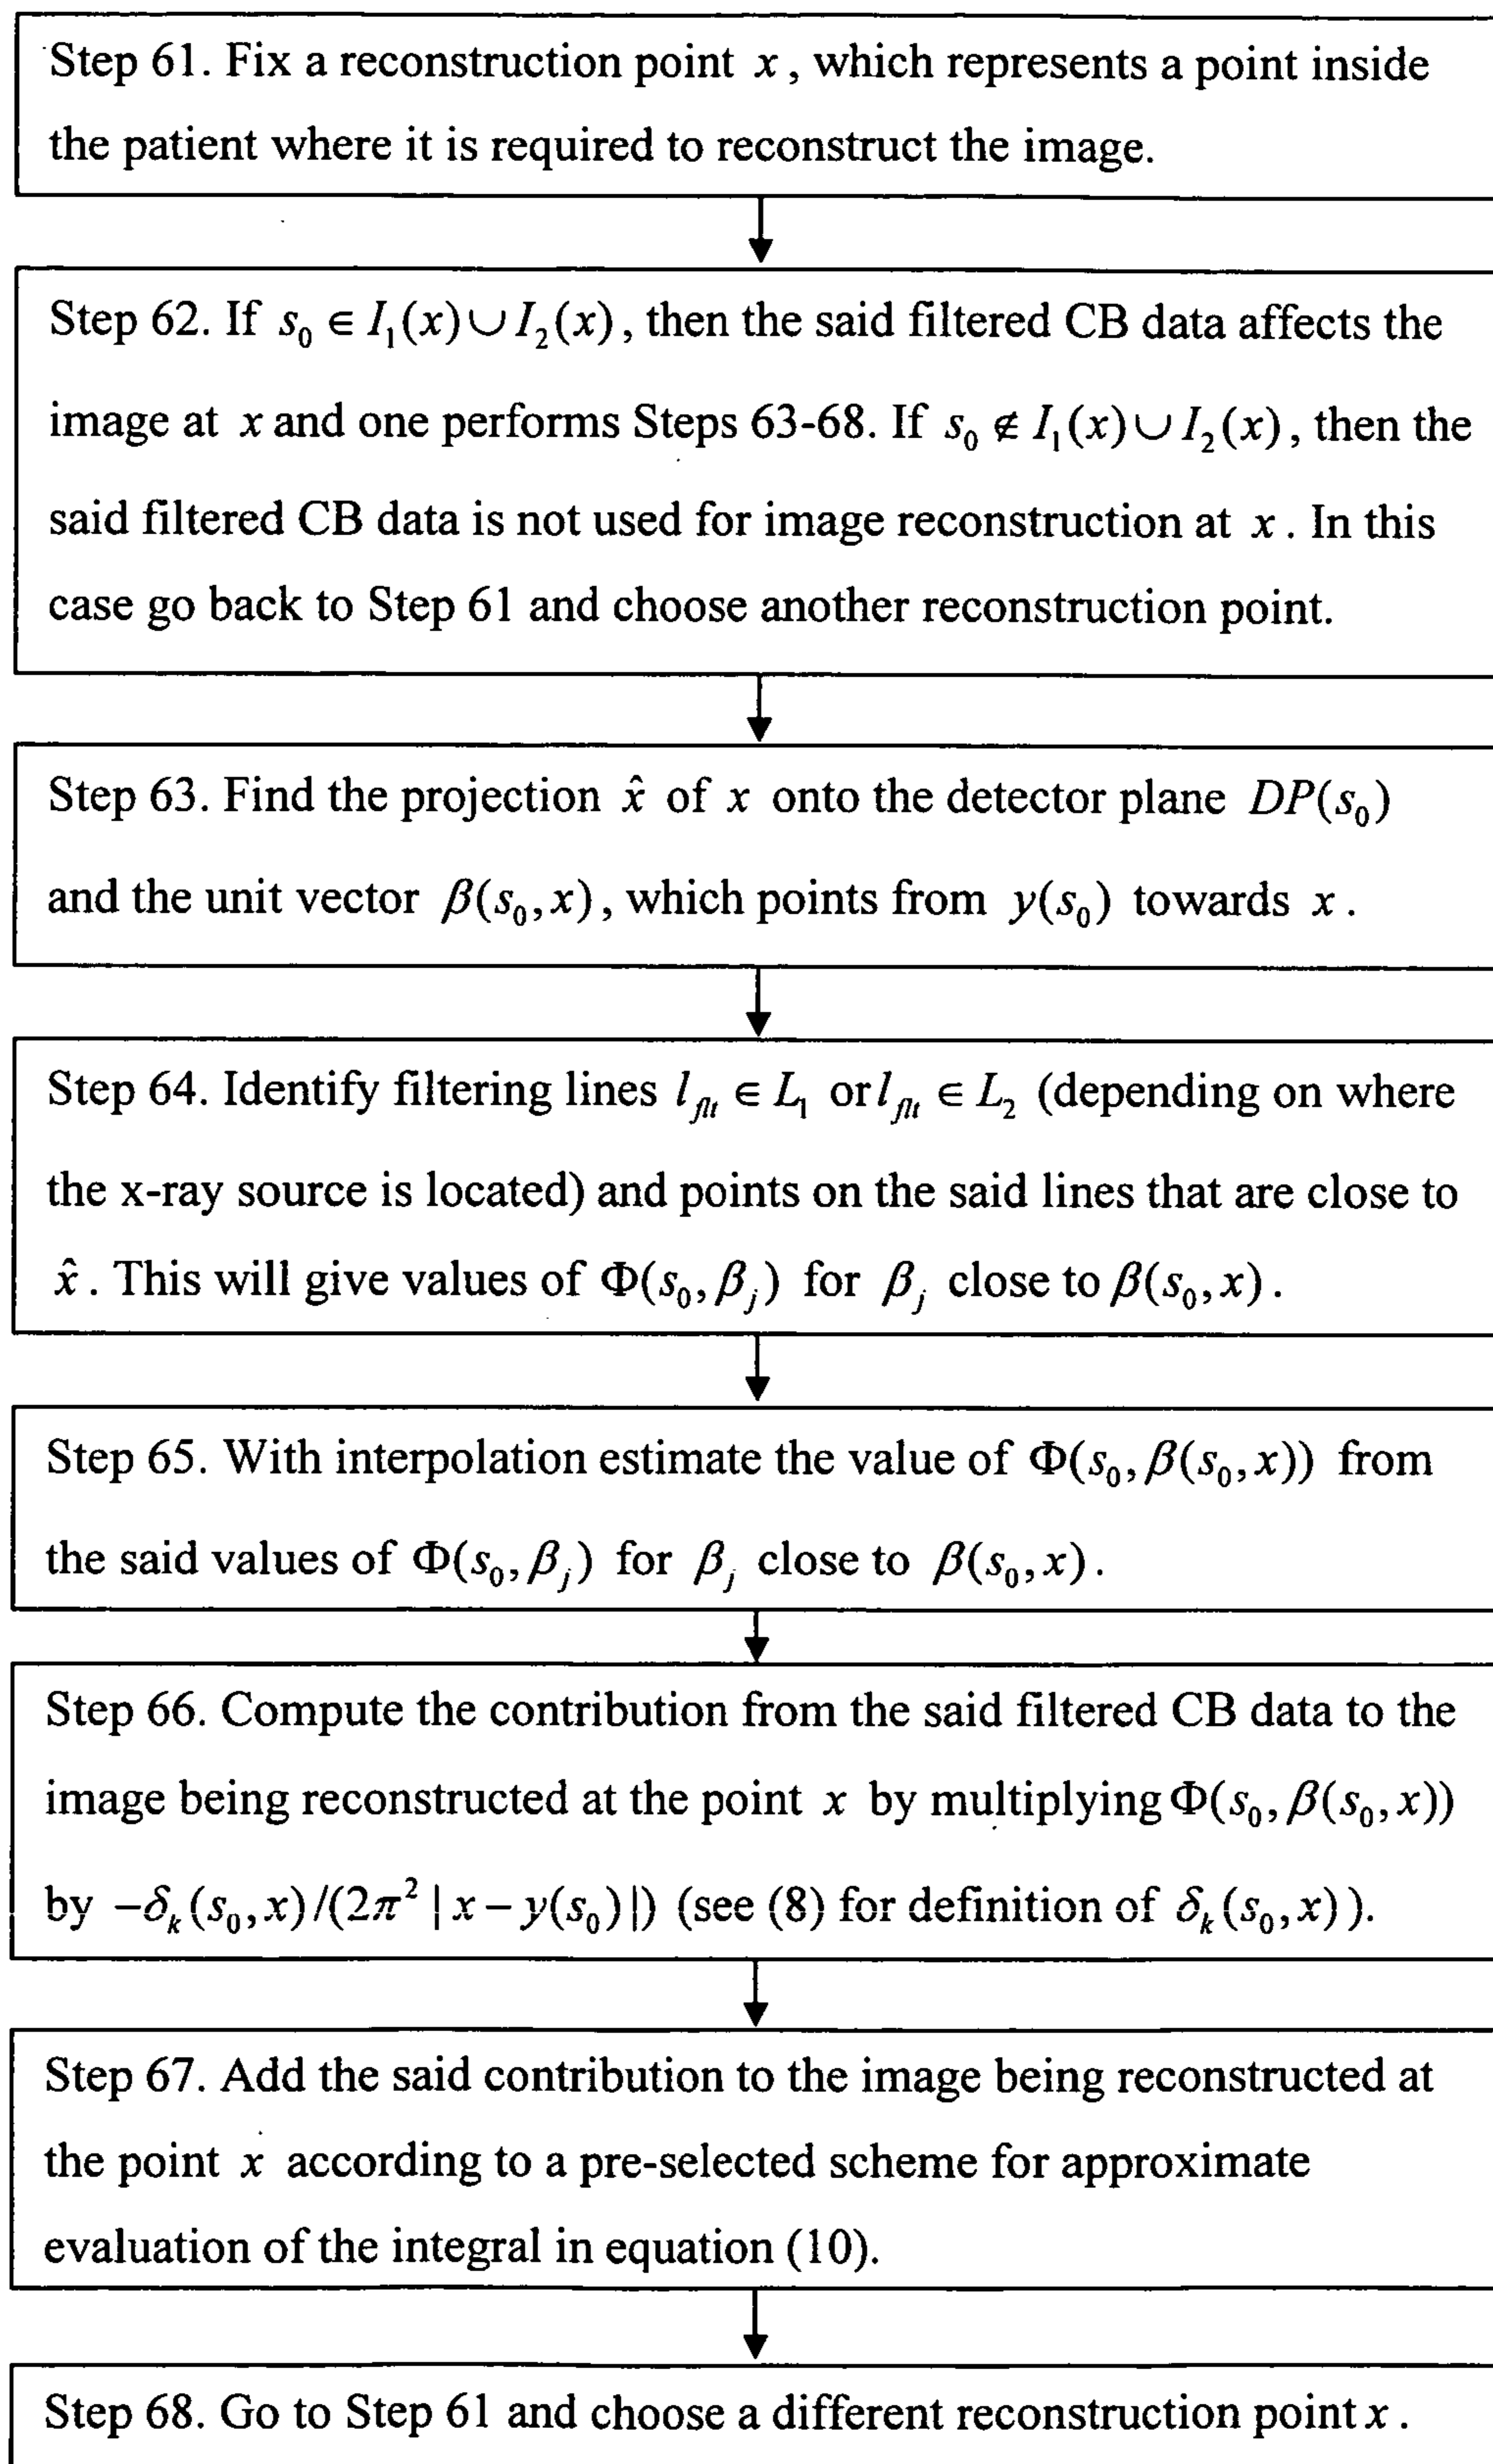 Step 61. Fix a reconstruction point x, which represents a point inside
the patient where it is required to reconstruct the image.
Step 62. If s₀ ∈ I₁(x)∪I₂(x), then the said filtered CB data affects the
image at x and one performs Steps 63-68. If s₀ ∉ I₁(x)∪I₂(x), then the
said filtered CB data is not used for image reconstruction at x. In this
case go back to Step 61 and choose another reconstruction point.
Step 63. Find the projection x̂ of x onto the detector plane DP(s₀)
and the unit vector β(s₀,x), which points from y(s₀) towards x.
Step 64. Identify filtering lines l_flt ∈ L₁ or l_flt ∈ L₂ (depending on where
the x-ray source is located) and points on the said lines that are close to
x̂. This will give values of Φ(s₀,βⱼ) for βⱼ close to β(s₀,x).
Step 65. With interpolation estimate the value of Φ(s₀,β(s₀,x)) from
the said values of Φ(s₀,βⱼ) for βⱼ close to β(s₀,x).
Step 66. Compute the contribution from the said filtered CB data to the
image being reconstructed at the point x by multiplying Φ(s₀,β(s₀,x))
by −δₖ(s₀,x)/(2π²|x−y(s₀)|) (see (8) for definition of δₖ(s₀,x)).
Step 67. Add the said contribution to the image being reconstructed at
the point x according to a pre-selected scheme for approximate
evaluation of the integral in equation (10).
Step 68. Go to Step 61 and choose a different reconstruction point x.